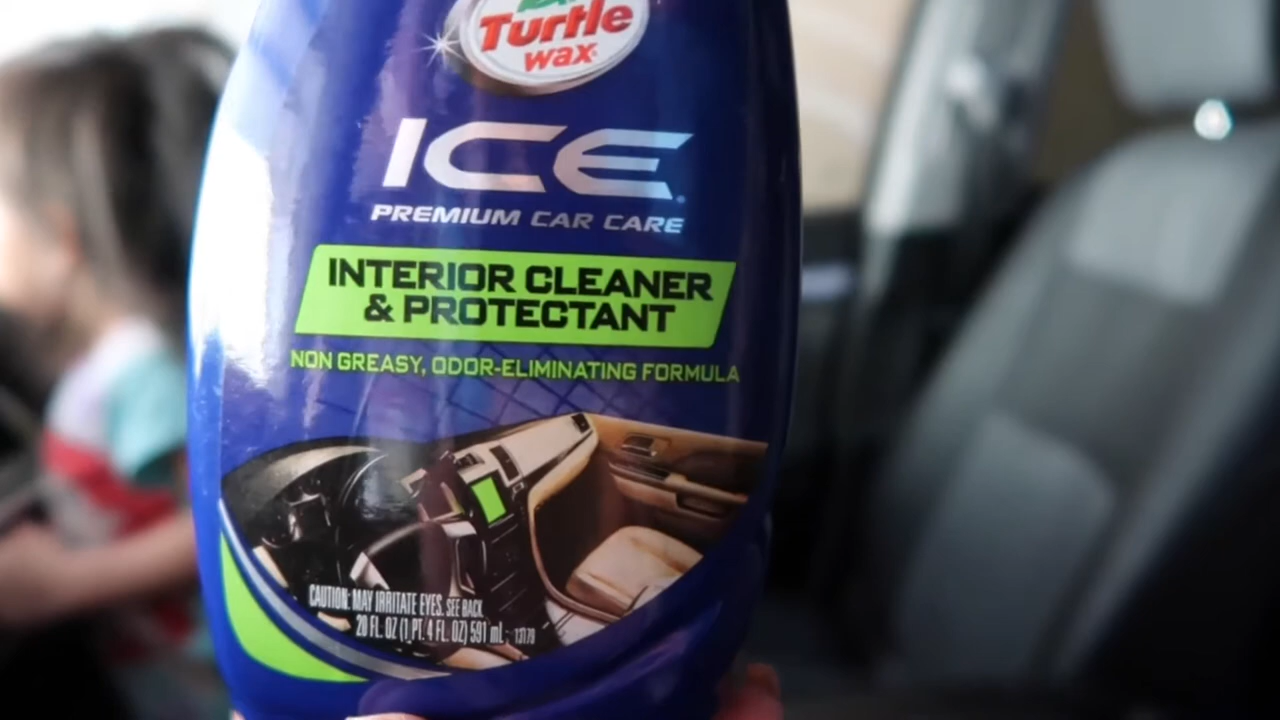 Turtle
wax
ICE
PREMIUM CAR CARE
INTERIOR CLEANER
& PROTECTANT
NON GREASY, ODOR-ELIMINATING FORMULA
CAUTION: MAY IRRITATE EYES. SEE BACK.
20 FL. OZ (1 PT. 4 FL. OZ) 591 mL